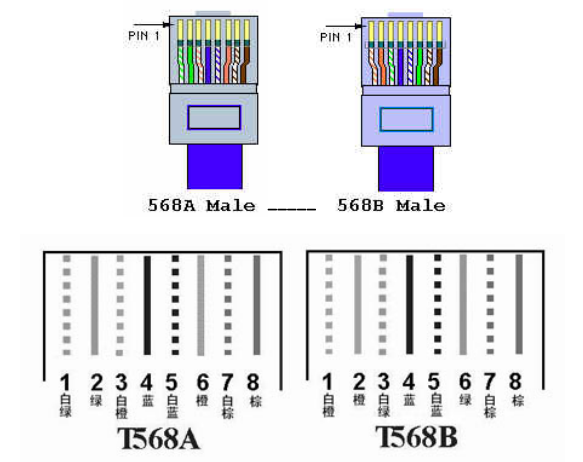 PIN 1 PIN 1
568A Male _____ 568B Male
1 2 3 4 5 6 7 8
白绿 绿 白橙 蓝 白蓝 橙 白棕 棕
T568A
1 2 3 4 5 6 7 8
白橙 橙 白绿 蓝 白蓝 绿 白棕 棕
T568B